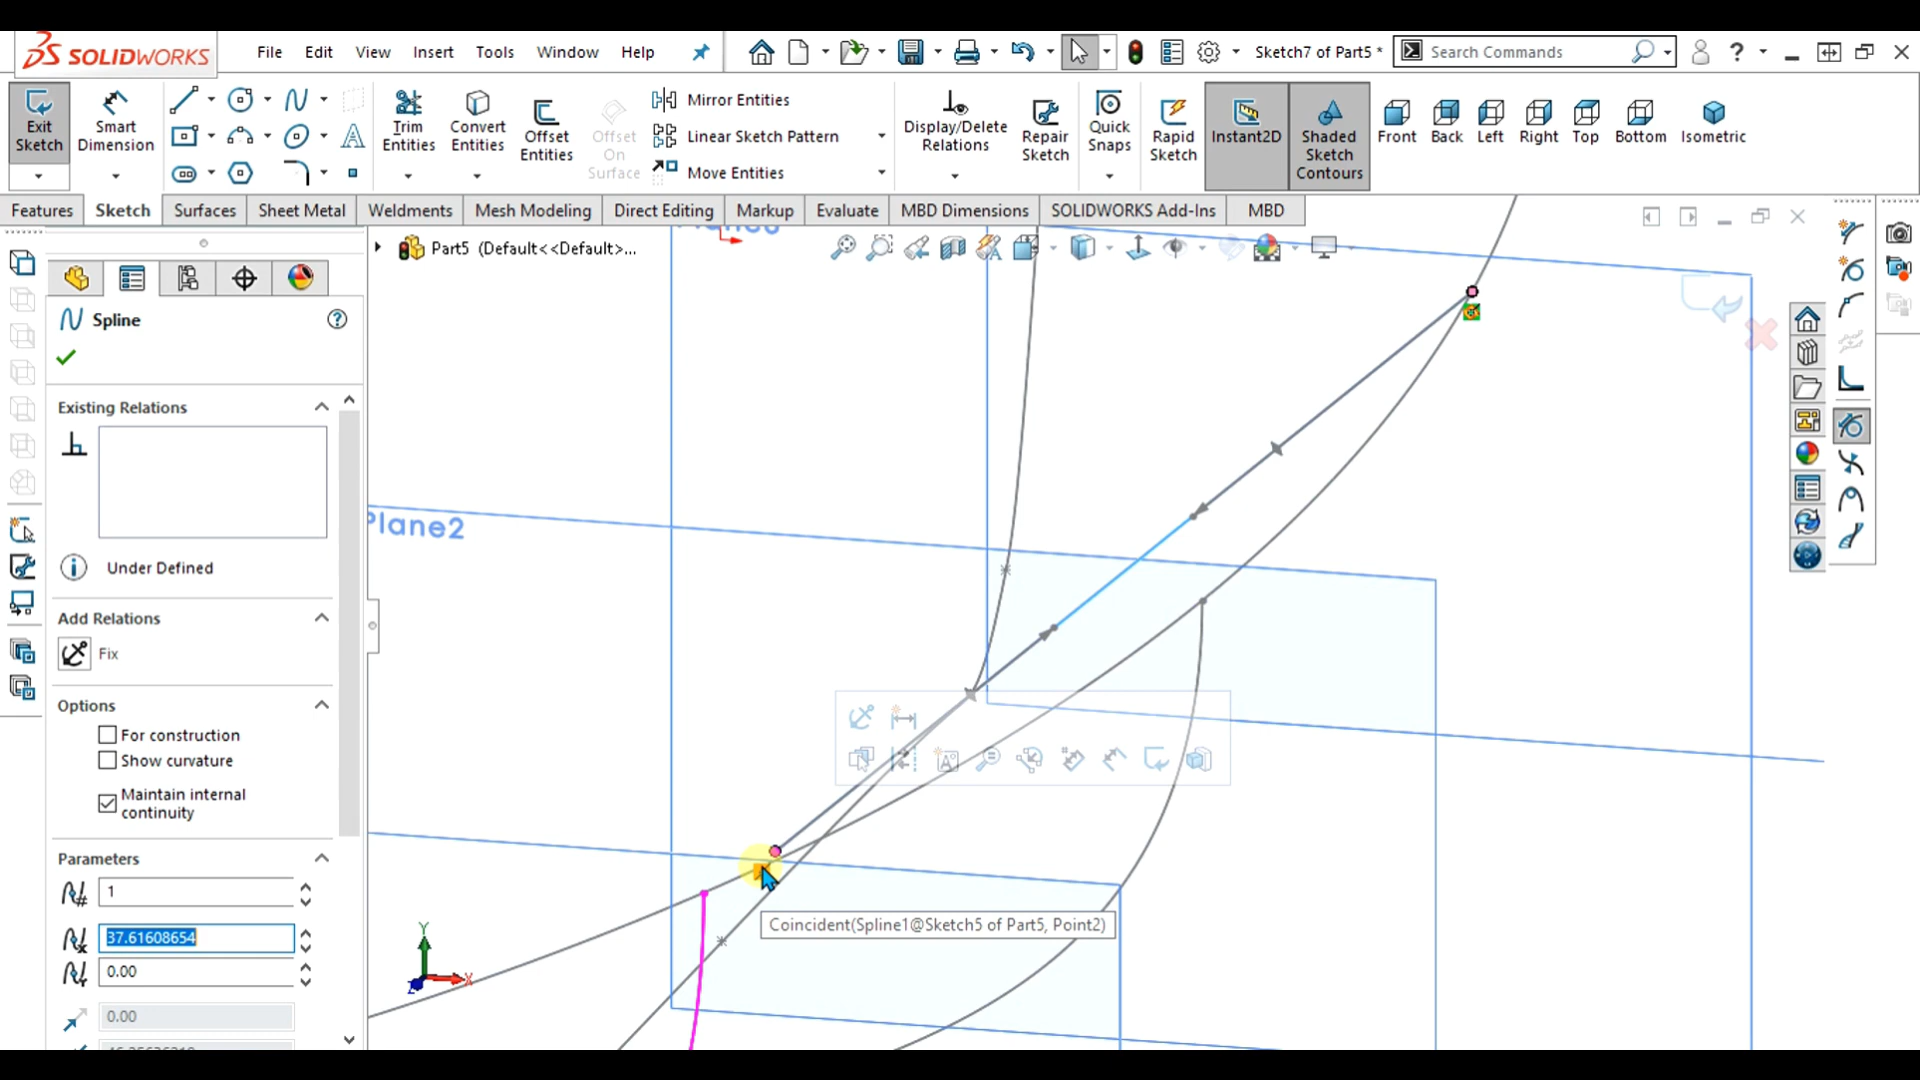 SOLIDWORKS
File Edit View Insert Tools Window Help
Sketch7 of Part5 *
Search Commands
Exit Sketch
Smart Dimension
Trim Entities
Convert Entities
Offset Entities
Offset On Surface
Mirror Entities
Linear Sketch Pattern
Move Entities
Display/Delete Relations
Repair Sketch
Quick Snaps
Rapid Sketch
Instant2D
Shaded Sketch Contours
Front Back Left Right Top Bottom Isometric
Features Sketch Surfaces Sheet Metal Weldments Mesh Modeling Direct Editing Markup Evaluate MBD Dimensions SOLIDWORKS Add-Ins MBD
Part5 (Default<<Default>...
Spline
Existing Relations
Under Defined
Add Relations
Fix
Options
For construction
Show curvature
Maintain internal
continuity
Parameters
1
37.61608654
0.00
0.00
Plane2
Coincident(Spline1@Sketch5 of Part5, Point2)
Y
X
Z